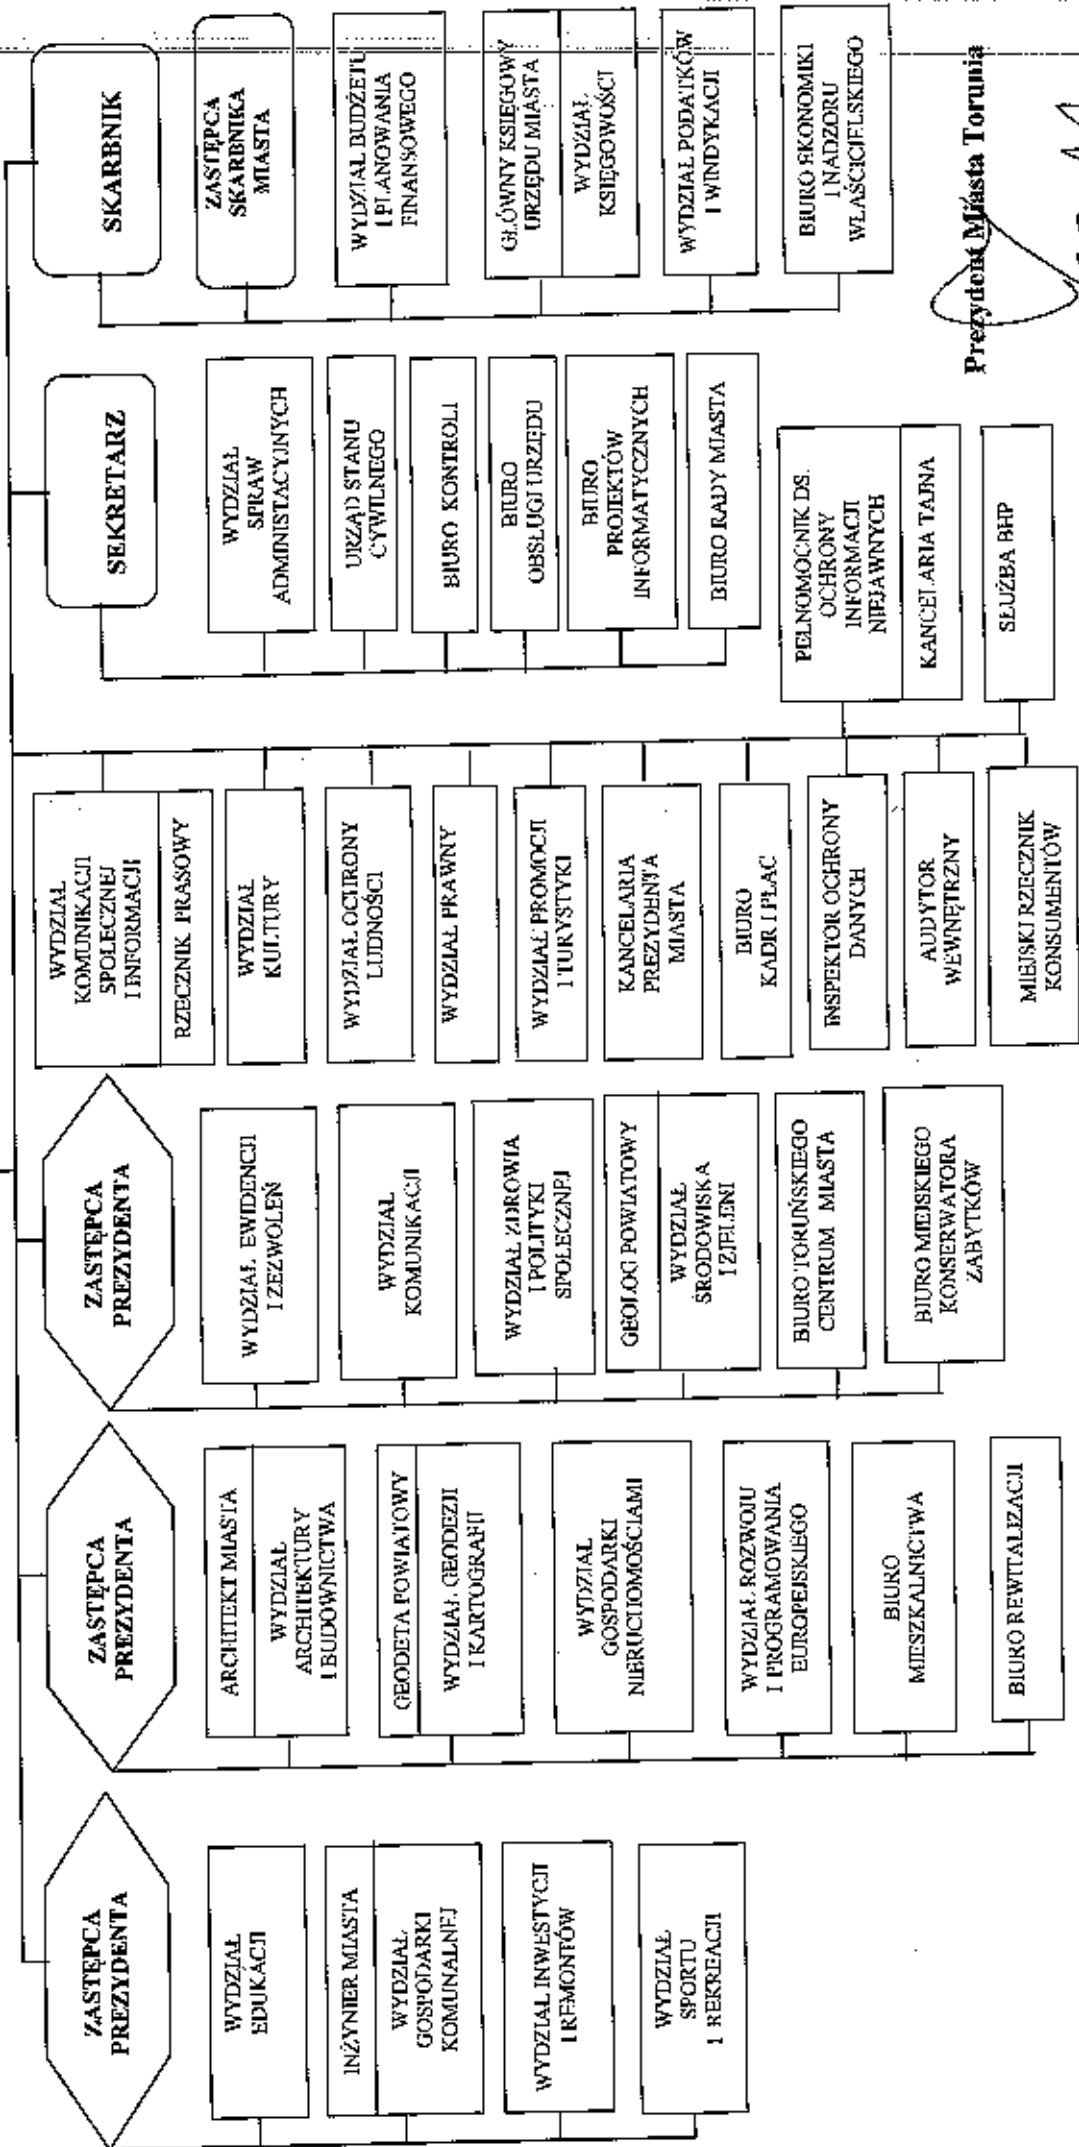 ZASTĘPCA
PREZYDENTA
WYDZIAŁ
EDUKACJI
INŻYNIER MIASTA
WYDZIAŁ
GOSPODARKI
KOMUNALNEJ
WYDZIAŁ INWESTYCJI
I REMONTÓW
WYDZIAŁ
SPORTU
I REKREACJI
ZASTĘPCA
PREZYDENTA
ARCHITEKT MIASTA
WYDZIAŁ
ARCHITEKTURY
I BUDOWNICTWA
GEODETA POWIATOWY
WYDZIAŁ GEODEZJI
I KARTOGRAFII
WYDZIAŁ
GOSPODARKI
NIERUCHOMOŚCIAMI
WYDZIAŁ ROZWOJU
I PROGRAMOWANIA
EUROPEJSKIEGO
BIURO
MIESZKALNICTWA
BIURO REWITALIZACJI
ZASTĘPCA
PREZYDENTA
WYDZIAŁ EWIDENCJI
I ZEZWOLEŃ
WYDZIAŁ
KOMUNIKACJI
WYDZIAŁ ZDROWIA
I POLITYKI
SPOŁECZNEJ
GEOLOG POWIATOWY
WYDZIAŁ
ŚRODOWISKA
I ZIELENI
BIURO TORUŃSKIEGO
CENTRUM MIASTA
BIURO MIEJSKIEGO
KONSERWATORA
ZABYTKÓW
WYDZIAŁ
KOMUNIKACJI
SPOŁECZNEJ
I INFORMACJI
RZECZNIK PRASOWY
WYDZIAŁ
KULTURY
WYDZIAŁ OCHRONY
LUDNOŚCI
WYDZIAŁ PRAWNY
WYDZIAŁ PROMOCJI
I TURYSTYKI
KANCELARIA
PREZYDENTA
MIASTA
BIURO
KADR I PŁAC
INSPEKTOR OCHRONY
DANYCH
AUDYTOR
WEWNĘTRZNY
MIEJSKI RZECZNIK
KONSUMENTÓW
PEŁNOMOCNIK DS.
OCHRONY
INFORMACJI
NIEJAWNYCH
KANCELARIA TAJNA
SŁUŻBA BHP
SEKRETARZ
WYDZIAŁ
SPRAW
ADMINISTACYJNYCH
URZĄD STANU
CYWILNEGO
BIURO KONTROLI
BIURO
OBSŁUGI URZĘDU
BIURO
PROJEKTÓW
INFORMATYCZNYCH
BIURO RADY MIASTA
SKARBNIK
ZASTĘPCA
SKARBNIKA
MIASTA
WYDZIAŁ BUDŻETU
I PLANOWANIA
FINANSOWEGO
GŁÓWNY KSIĘGOWY
URZĘDU MIASTA
WYDZIAŁ
KSIĘGOWOŚCI
WYDZIAŁ PODATKÓW
I WINDYKACJI
BIURO EKONOMIKI
I NADZORU
WŁAŚCICIELSKIEGO
Prezydent Miasta Torunia